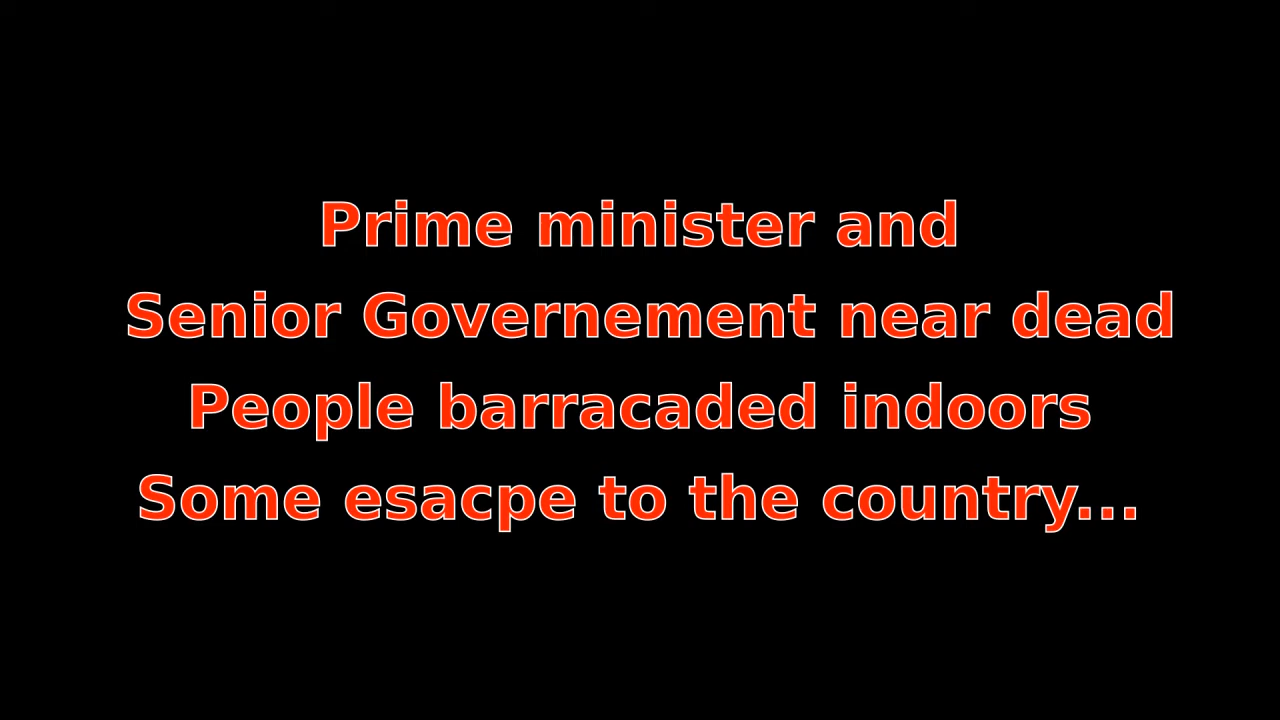 Prime minister and
Senior Governement near dead
People barracaded indoors
Some esacpe to the country...